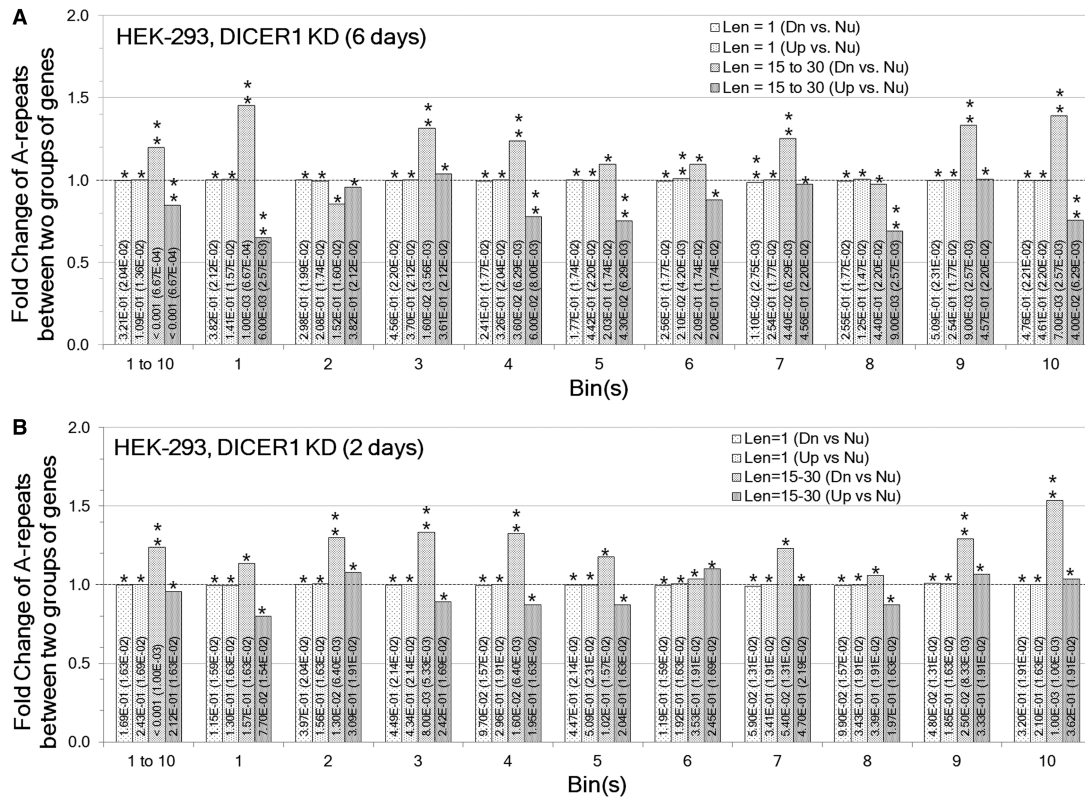 A
HEK-293, DICER1 KD (6 days)
Len = 1 (Dn vs. Nu)
Len = 1 (Up vs. Nu)
Len = 15 to 30 (Dn vs. Nu)
Len = 15 to 30 (Up vs. Nu)
Fold Change of A-repeats
between two groups of genes
2.0
1.5
1.0
0.5
0.0
3.21E-01 (2.04E-02)
1.09E-01 (1.36E-02)
< 0.001 (6.67E-04)
< 0.001 (6.67E-04)
3.82E-01 (2.12E-02)
1.41E-01 (1.57E-02)
1.00E-03 (6.67E-04)
6.00E-03 (2.57E-03)
2.98E-01 (1.99E-02)
2.08E-01 (1.74E-02)
1.52E-01 (1.60E-02)
3.82E-01 (2.12E-02)
4.56E-01 (2.20E-02)
3.70E-01 (2.12E-02)
1.60E-02 (3.56E-03)
3.61E-01 (2.12E-02)
2.41E-01 (1.77E-02)
3.26E-01 (2.04E-02)
3.60E-02 (6.29E-03)
6.00E-02 (8.00E-03)
1.77E-01 (1.74E-02)
4.42E-01 (2.20E-02)
2.03E-01 (1.74E-02)
4.30E-02 (6.29E-03)
2.56E-01 (1.77E-02)
2.10E-02 (4.20E-03)
2.09E-01 (1.74E-02)
2.00E-01 (1.74E-02)
1.10E-02 (2.75E-03)
2.54E-01 (1.77E-02)
4.40E-02 (6.29E-03)
4.56E-01 (2.20E-02)
2.55E-01 (1.77E-02)
1.25E-01 (1.47E-02)
4.40E-01 (2.20E-02)
9.00E-03 (2.57E-03)
5.09E-01 (2.31E-02)
2.54E-01 (1.77E-02)
9.00E-03 (2.57E-03)
4.57E-01 (2.20E-02)
4.76E-01 (2.21E-02)
4.61E-01 (2.20E-02)
7.00E-03 (2.57E-03)
4.00E-02 (6.29E-03)
1 to 10 1 2 3 4 5 6 7 8 9 10
Bin(s)
B
HEK-293, DICER1 KD (2 days)
Len=1 (Dn vs Nu)
Len=1 (Up vs Nu)
Len=15-30 (Dn vs Nu)
Len=15-30 (Up vs Nu)
Fold Change of A-repeats
between two groups of genes
2.0
1.5
1.0
0.5
0.0
1.69E-01 (1.63E-02)
2.43E-01 (1.69E-02)
< 0.001 (1.00E-03)
2.12E-01 (1.63E-02)
1.15E-01 (1.59E-02)
1.30E-01 (1.63E-02)
1.57E-01 (1.63E-02)
7.70E-02 (1.54E-02)
3.97E-01 (2.04E-02)
1.56E-01 (1.63E-02)
1.30E-02 (6.40E-03)
3.09E-01 (1.91E-02)
4.49E-01 (2.14E-02)
4.34E-01 (2.14E-02)
8.00E-03 (5.33E-03)
2.42E-01 (1.69E-02)
9.70E-02 (1.57E-02)
2.96E-01 (1.91E-02)
1.60E-02 (6.40E-03)
1.95E-01 (1.63E-02)
4.47E-01 (2.14E-02)
5.09E-01 (2.31E-02)
1.02E-01 (1.57E-02)
2.04E-01 (1.63E-02)
1.19E-01 (1.59E-02)
1.92E-01 (1.63E-02)
3.53E-01 (1.91E-02)
2.45E-01 (1.69E-02)
5.90E-02 (1.31E-02)
3.41E-01 (1.91E-02)
5.40E-02 (1.31E-02)
4.70E-01 (2.19E-02)
9.90E-02 (1.57E-02)
3.43E-01 (1.91E-02)
3.39E-01 (1.91E-02)
1.97E-01 (1.63E-02)
4.80E-02 (1.31E-02)
1.85E-01 (1.63E-02)
2.50E-02 (8.33E-03)
3.33E-01 (1.91E-02)
3.20E-01 (1.91E-02)
2.10E-01 (1.63E-02)
1.00E-03 (1.00E-03)
3.62E-01 (1.91E-02)
1 to 10 1 2 3 4 5 6 7 8 9 10
Bin(s)